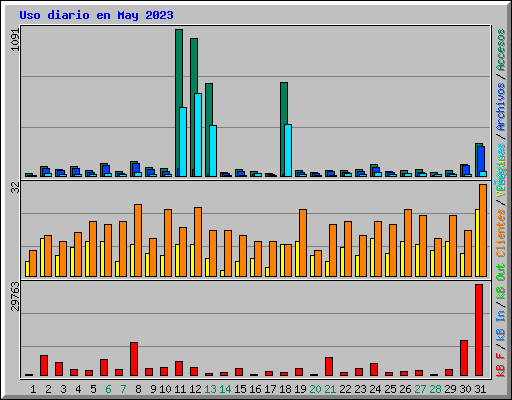 Uso diario en May 2023
1091
32
29763
Accesos / Archivos / Páginas
Visitas / Clientes
kB Out / kB In / kB F
1 2 3 4 5 6 7 8 9 10 11 12 13 14 15 16 17 18 19 20 21 22 23 24 25 26 27 28 29 30 31